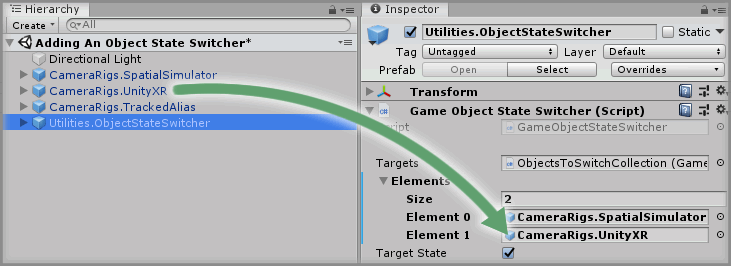 Hierarchy
Create
All
Adding An Object State Switcher*
Directional Light
CameraRigs.SpatialSimulator
CameraRigs.UnityXR
CameraRigs.TrackedAlias
Utilities.ObjectStateSwitcher
Inspector
Utilities.ObjectStateSwitcher
Static
Tag Untagged Layer Default
Prefab Open Select Overrides
Transform
Game Object State Switcher (Script)
Script GameObjectStateSwitcher
Targets ObjectsToSwitchCollection (Game
Elements
Size 2
Element 0 CameraRigs.SpatialSimulator
Element 1 CameraRigs.UnityXR
Target State